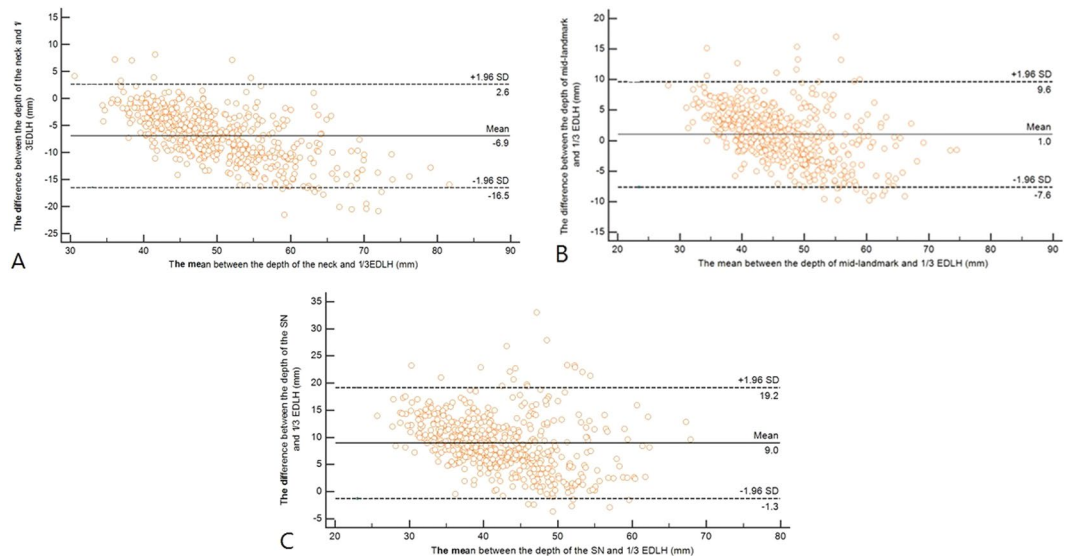 The difference between the depth of the neck and 1/
3EDLH (mm)
15
10
5
0
-5
-10
-15
-20
-25
+1.96 SD
2.6
Mean
-6.9
-1.96 SD
-16.5
30 40 50 60 70 80 90
The mean between the depth of the neck and 1/3EDLH (mm)
A
The difference between the depth of mid-landmark
and 1/3 EDLH (mm)
20
15
10
5
0
-5
-10
-15
+1.96 SD
9.6
Mean
1.0
-1.96 SD
-7.6
20 30 40 50 60 70 80 90
The mean between the depth of mid-landmark and 1/3 EDLH (mm)
B
The difference between the depth of the SN
and 1/3 EDLH (mm)
35
30
25
20
15
10
5
0
-5
+1.96 SD
19.2
Mean
9.0
-1.96 SD
-1.3
20 30 40 50 60 70 80
The mean between the depth of the SN and 1/3 EDLH (mm)
C